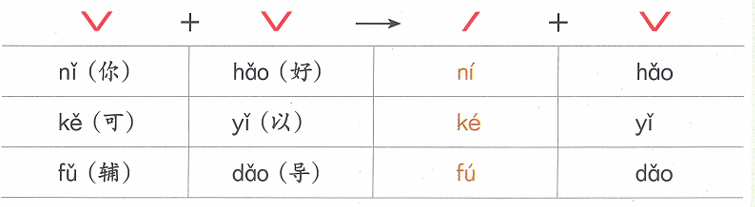 ˇ + ˇ → ˊ + ˇ
nǐ（你） hǎo（好） ní hǎo
kě（可） yǐ（以） ké yǐ
fǔ（辅） dǎo（导） fú dǎo